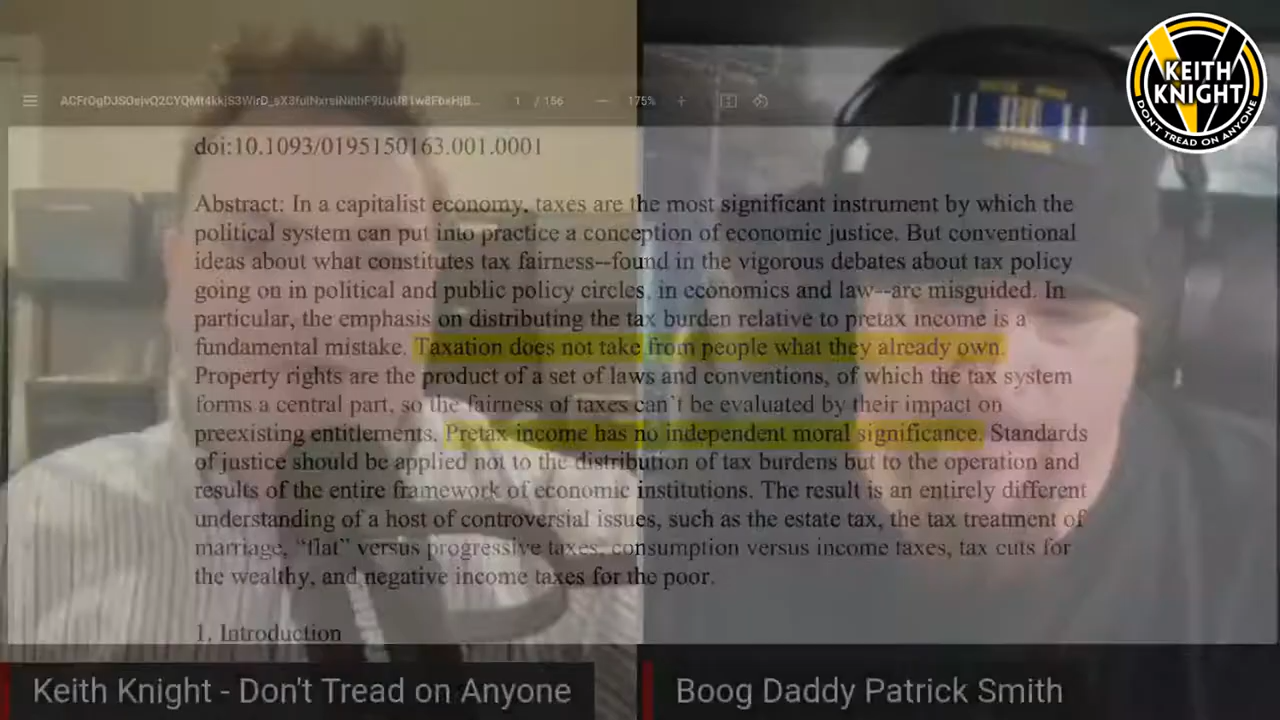 KEITH
KNIGHT
DON'T TREAD ON ANYONE
1 / 156
175%
doi:10.1093/0195150163.001.0001
Abstract: In a capitalist economy, taxes are the most significant instrument by which the
political system can put into practice a conception of economic justice. But conventional
ideas about what constitutes tax fairness--found in the vigorous debates about tax policy
going on in political and public policy circles, in economics and law--are misguided. In
particular, the emphasis on distributing the tax burden relative to pretax income is a
fundamental mistake. Taxation does not take from people what they already own.
Property rights are the product of a set of laws and conventions, of which the tax system
forms a central part, so the fairness of taxes can't be evaluated by their impact on
preexisting entitlements. Pretax income has no independent moral significance. Standards
of justice should be applied not to the distribution of tax burdens but to the operation and
results of the entire framework of economic institutions. The result is an entirely different
understanding of a host of controversial issues, such as the estate tax, the tax treatment of
marriage, “flat” versus progressive taxes, consumption versus income taxes, tax cuts for
the wealthy, and negative income taxes for the poor.
1. Introduction
Keith Knight - Don't Tread on Anyone
Boog Daddy Patrick Smith